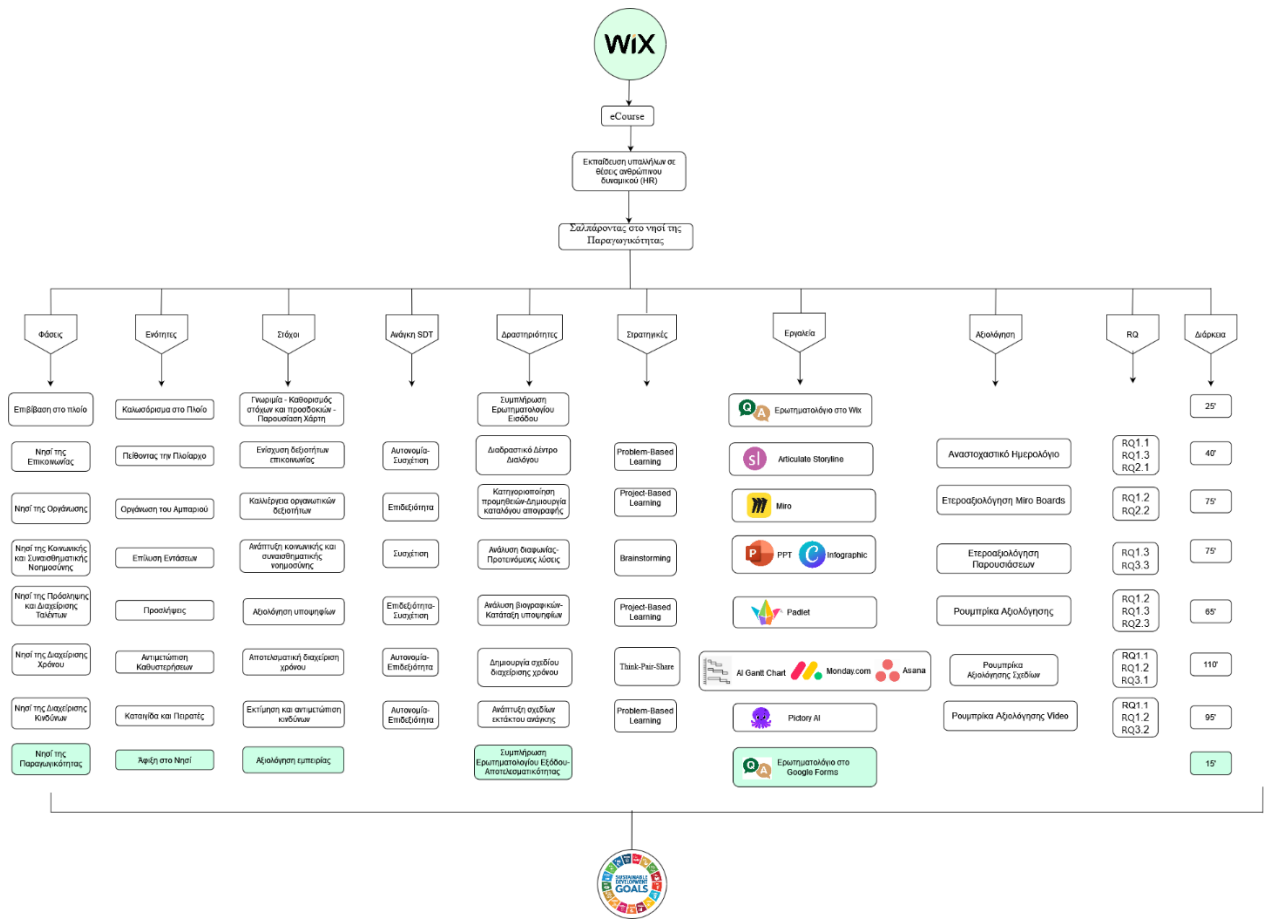 WiX
eCourse
Εκπαίδευση υπαλλήλων σε
θέσεις ανθρώπινου
δυναμικού (HR)
Σαλπάροντας στο νησί της
Παραγωγικότητας
Φάσεις
Ενότητες
Στόχοι
Ανάγκη SDT
Δραστηριότητες
Στρατηγικές
Εργαλεία
Αξιολόγηση
RQ
Διάρκεια
Επιβίβαση στο πλοίο
Καλωσόρισμα στο Πλοίο
Γνωριμία - Καθορισμός
στόχων και προσδοκιών -
Παρουσίαση Χάρτη
Συμπλήρωση
Ερωτηματολογίου
Εισόδου
Q A
Ερωτηματολόγιο στο Wix
25'
Νησί της
Επικοινωνίας
Πείθοντας την Πλοίαρχο
Ενίσχυση δεξιοτήτων
επικοινωνίας
Αυτονομία-
Συσχέτιση
Διαδραστικό Δέντρο
Διαλόγου
Problem-Based
Learning
sl
Articulate Storyline
Αναστοχαστικό Ημερολόγιο
RQ1.1
RQ1.3
RQ2.1
40'
Νησί της Οργάνωσης
Οργάνωση του Αμπαριού
Καλλιέργεια οργανωτικών
δεξιοτήτων
Επιδεξιότητα
Κατηγοριοποίηση
προμηθειών-Δημιουργία
καταλόγου απογραφής
Project-Based
Learning
Miro
Ετεροαξιολόγηση Miro Boards
RQ1.2
RQ2.2
75'
Νησί της Κοινωνικής
και Συναισθηματικής
Νοημοσύνης
Επίλυση Εντάσεων
Ανάπτυξη κοινωνικής και
συναισθηματικής
νοημοσύνης
Συσχέτιση
Ανάλυση διαφωνίας-
Προτεινόμενες λύσεις
Brainstorming
P
PPT
C
Infographic
Ετεροαξιολόγηση
Παρουσιάσεων
RQ1.3
RQ3.3
75'
Νησί της Πρόσληψης
και Διαχείρισης
Ταλέντων
Προσλήψεις
Αξιολόγηση υποψηφίων
Επιδεξιότητα-
Συσχέτιση
Ανάλυση βιογραφικών-
Κατάταξη υποψηφίων
Project-Based
Learning
Padlet
Ρουμπρίκα Αξιολόγησης
RQ1.2
RQ1.3
RQ2.3
65'
Νησί της Διαχείρισης
Χρόνου
Αντιμετώπιση
Καθυστερήσεων
Αποτελεσματική διαχείριση
χρόνου
Αυτονομία-
Επιδεξιότητα
Δημιουργία σχεδίου
διαχείρισης χρόνου
Think-Pair-Share
AI Gantt Chart
Monday.com
Asana
Ρουμπρίκα
Αξιολόγησης Σχεδίων
RQ1.1
RQ1.2
RQ3.1
110'
Νησί της Διαχείρισης
Κινδύνων
Καταιγίδα και Πειρατές
Εκτίμηση και αντιμετώπιση
κινδύνων
Αυτονομία-
Επιδεξιότητα
Ανάπτυξη σχεδίων
εκτάκτου ανάγκης
Problem-Based
Learning
Pictory AI
Ρουμπρίκα Αξιολόγησης Video
RQ1.1
RQ1.2
RQ3.2
95'
Νησί της
Παραγωγικότητας
Άφιξη στο Νησί
Αξιολόγηση εμπειρίας
Συμπλήρωση
Ερωτηματολογίου Εξόδου-
Αποτελεσματικότητας
Q A
Ερωτηματολόγιο στο
Google Forms
15'
SUSTAINABLE
DEVELOPMENT
GOALS